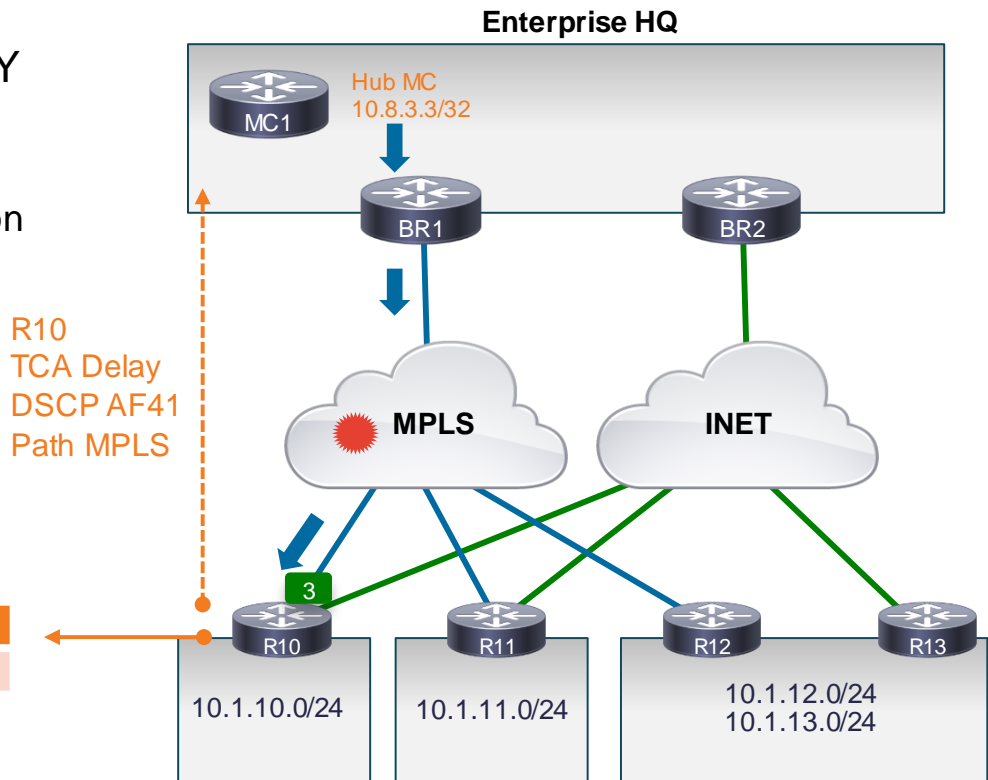 Enterprise HQ
Y
Hub MC
10.8.3.3/32
MC1
on
BR1
BR2
R10
TCA Delay
DSCP AF41
Path MPLS
MPLS
INET
3
R10
R11
R12
R13
10.1.10.0/24
10.1.11.0/24
10.1.12.0/24
10.1.13.0/24